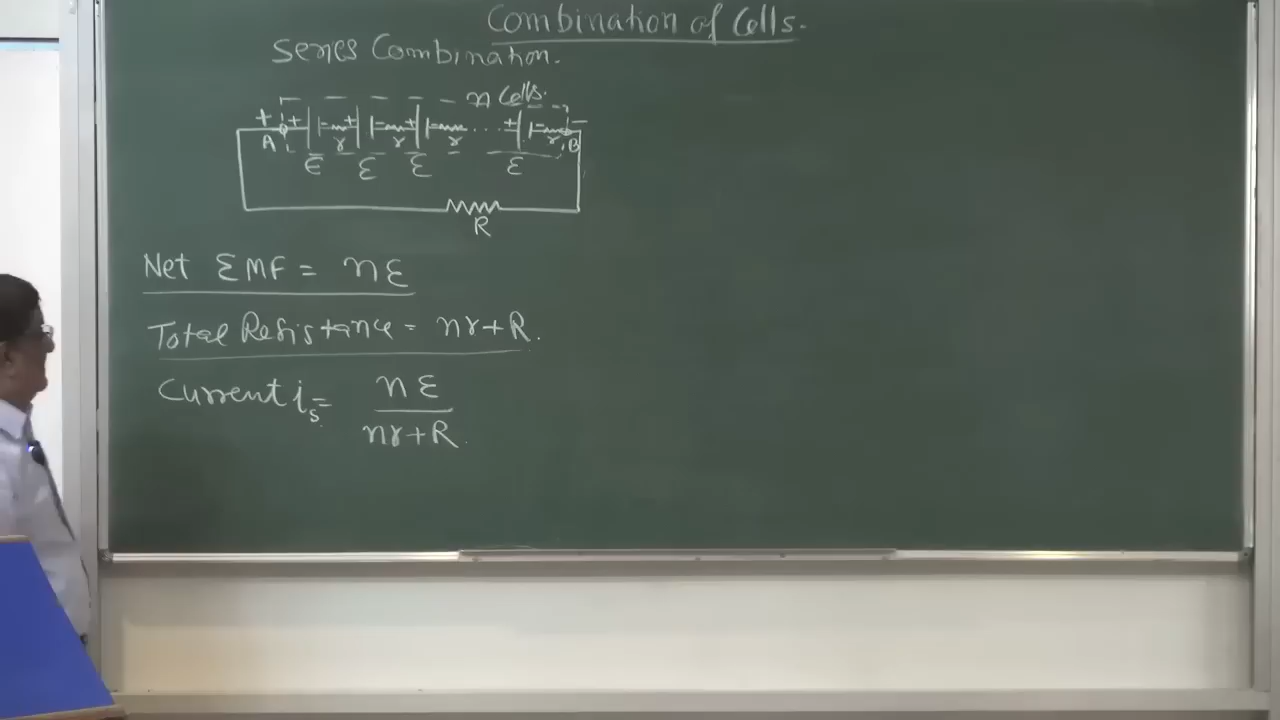 Combination of Cells.
Series Combination.
n Cells.
+ + + + + −
A r r r r B
ε ε ε ε
R
Net EMF = nε
Total Resistance = nr+R.
Current i_s = nε
nr+R.